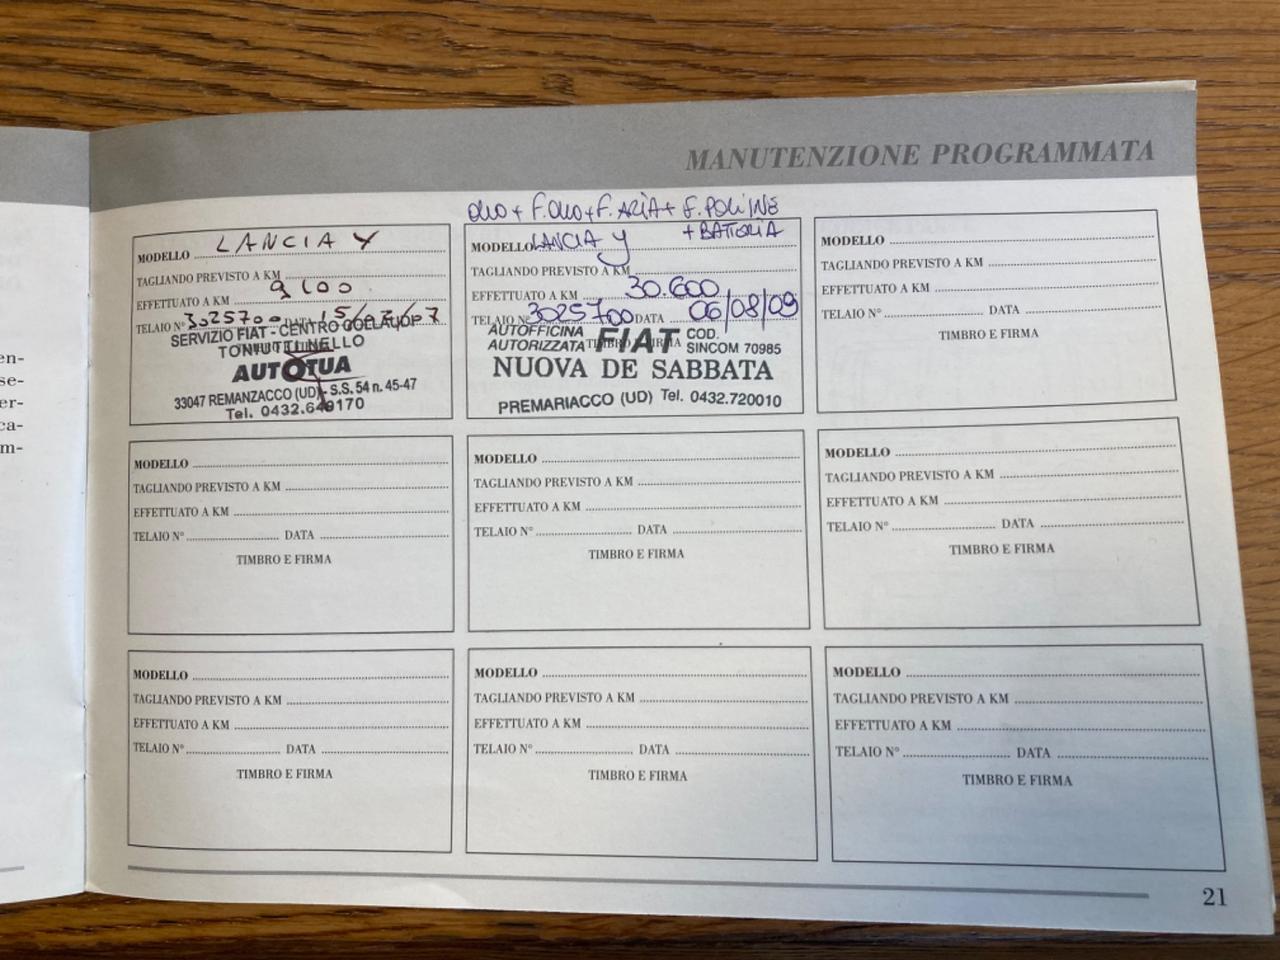 en-
se-
er-
ca-
m-
MANUTENZIONE PROGRAMMATA
MODELLO LANCIA Y
TAGLIANDO PREVISTO A KM
EFFETTUATO A KM 9100
TELAIO N° 3025700 DATA
SERVIZIO FIAT - CENTRO COLLAUDI
TONIUTTI NELLO
AUTOTUA
33047 REMANZACCO (UD) - S.S. 54 n. 45-47
Tel. 0432.649170
OLIO + F.OLIO + F. ARIA + F. POLINE
+ BATTERIA
MODELLO LANCIA Y
TAGLIANDO PREVISTO A KM
EFFETTUATO A KM 30.600
TELAIO N° 3025700 DATA 06/08/09
TIMBRO E FIRMA
AUTOFFICINA
AUTORIZZATA FIAT COD.
SINCOM 70985
NUOVA DE SABBATA
PREMARIACCO (UD) Tel. 0432.720010
MODELLO
TAGLIANDO PREVISTO A KM
EFFETTUATO A KM
TELAIO N° DATA
TIMBRO E FIRMA
MODELLO
TAGLIANDO PREVISTO A KM
EFFETTUATO A KM
TELAIO N° DATA
TIMBRO E FIRMA
MODELLO
TAGLIANDO PREVISTO A KM
EFFETTUATO A KM
TELAIO N° DATA
TIMBRO E FIRMA
MODELLO
TAGLIANDO PREVISTO A KM
EFFETTUATO A KM
TELAIO N° DATA
TIMBRO E FIRMA
MODELLO
TAGLIANDO PREVISTO A KM
EFFETTUATO A KM
TELAIO N° DATA
TIMBRO E FIRMA
MODELLO
TAGLIANDO PREVISTO A KM
EFFETTUATO A KM
TELAIO N° DATA
TIMBRO E FIRMA
MODELLO
TAGLIANDO PREVISTO A KM
EFFETTUATO A KM
TELAIO N° DATA
TIMBRO E FIRMA
21